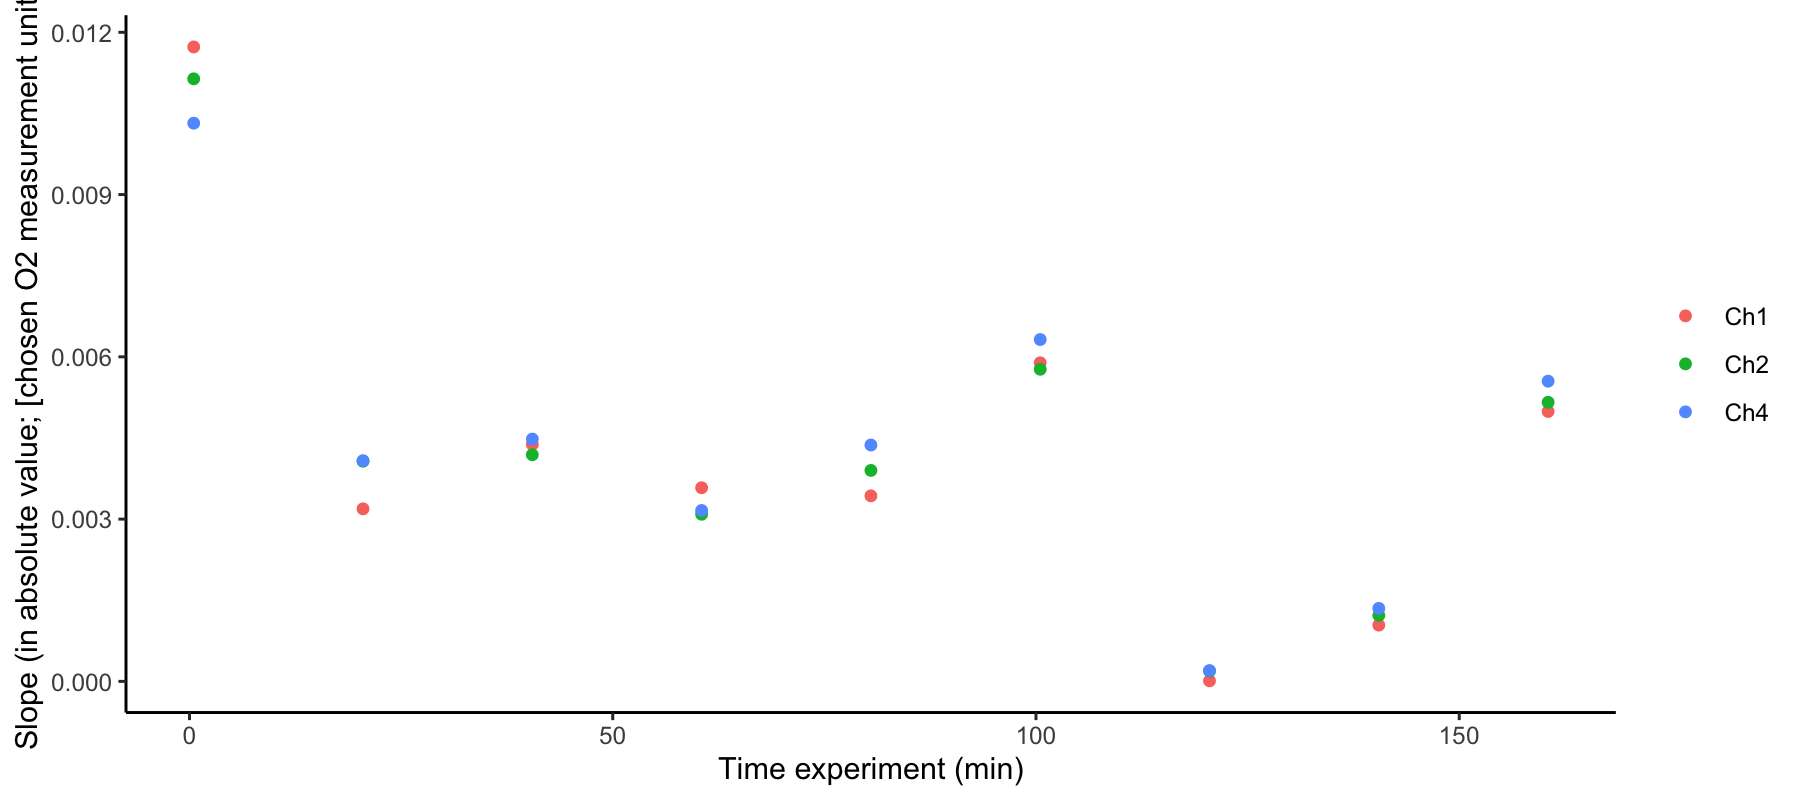 Slope (in absolute value; [chosen O2 measurement unit
0.012
0.009
0.006
0.003
0.000
0
50
100
150
Time experiment (min)
Ch1
Ch2
Ch4